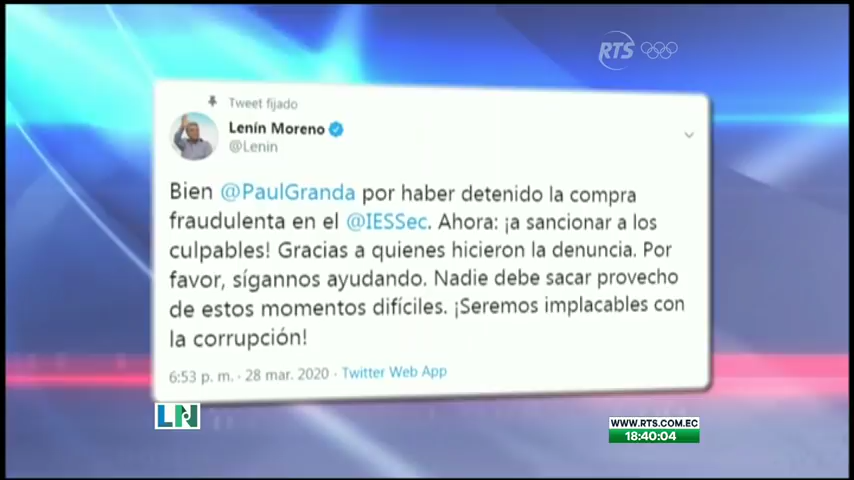 RTS
Tweet fijado
Lenín Moreno
@Lenin
Bien @PaulGranda por haber detenido la compra
fraudulenta en el @IESSec. Ahora: ¡a sancionar a los
culpables! Gracias a quienes hicieron la denuncia. Por
favor, sígannos ayudando. Nadie debe sacar provecho
de estos momentos difíciles. ¡Seremos implacables con
la corrupción!
6:53 p. m. · 28 mar. 2020 · Twitter Web App
LN
WWW.RTS.COM.EC
18:40:04